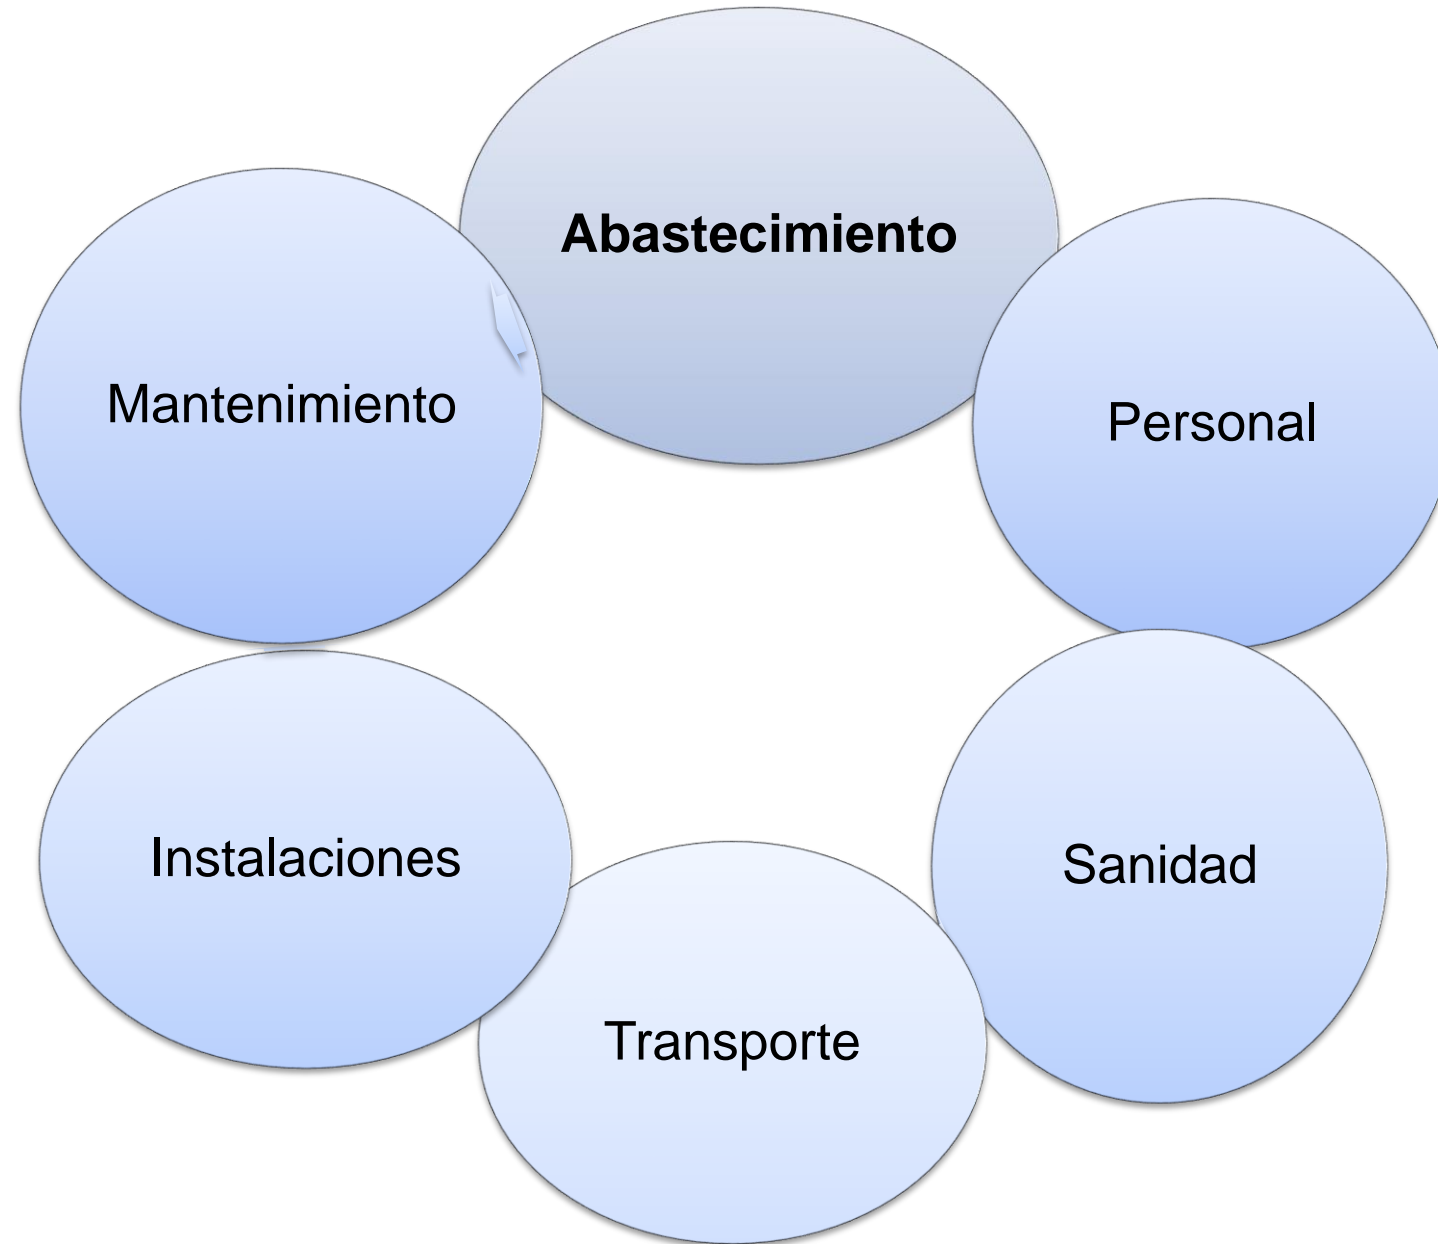 Abastecimiento
Mantenimiento
Personal
Instalaciones
Sanidad
Transporte